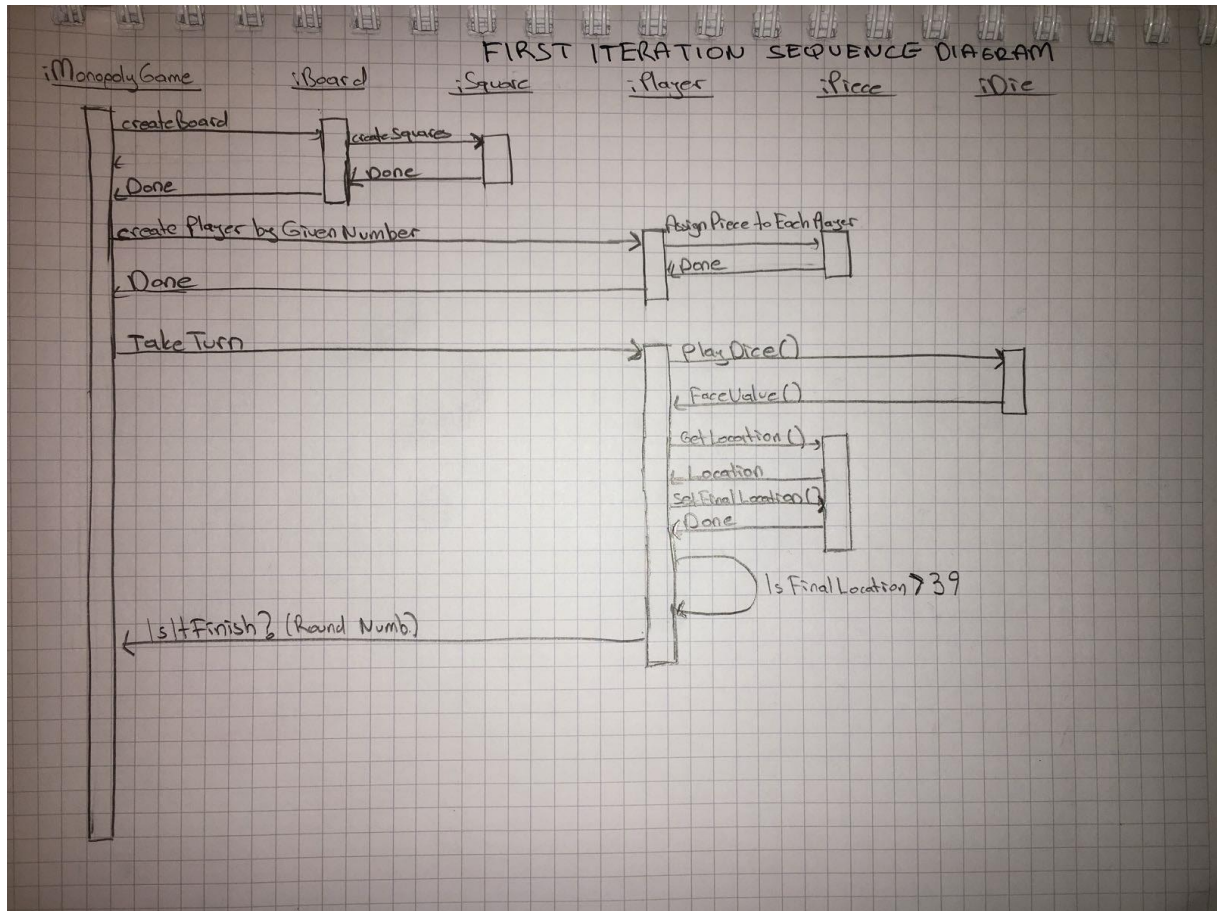 FIRST ITERATION SEQUENCE DIAGRAM
:MonopolyGame :Board :Square :Player :Piece :Die
createBoard
createSquares
Done
Done
create Player by Given Number
Assign Piece to Each Player
Done
Done
Take Turn
Play Dice()
FaceValue()
GetLocation()
Location
SetFinalLocation()
Done
Is FinalLocation > 39
IsItFinish? (Round Numb.)